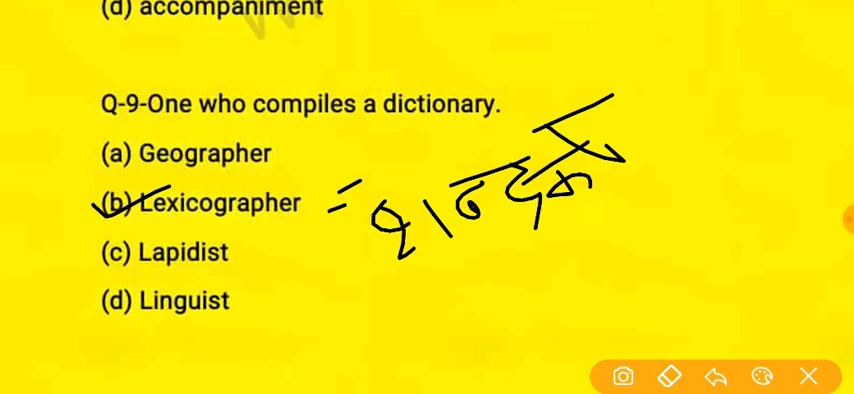 (d) accompaniment
Q-9-One who compiles a dictionary.
(a) Geographer
(b) Lexicographer =
(c) Lapidist
(d) Linguist